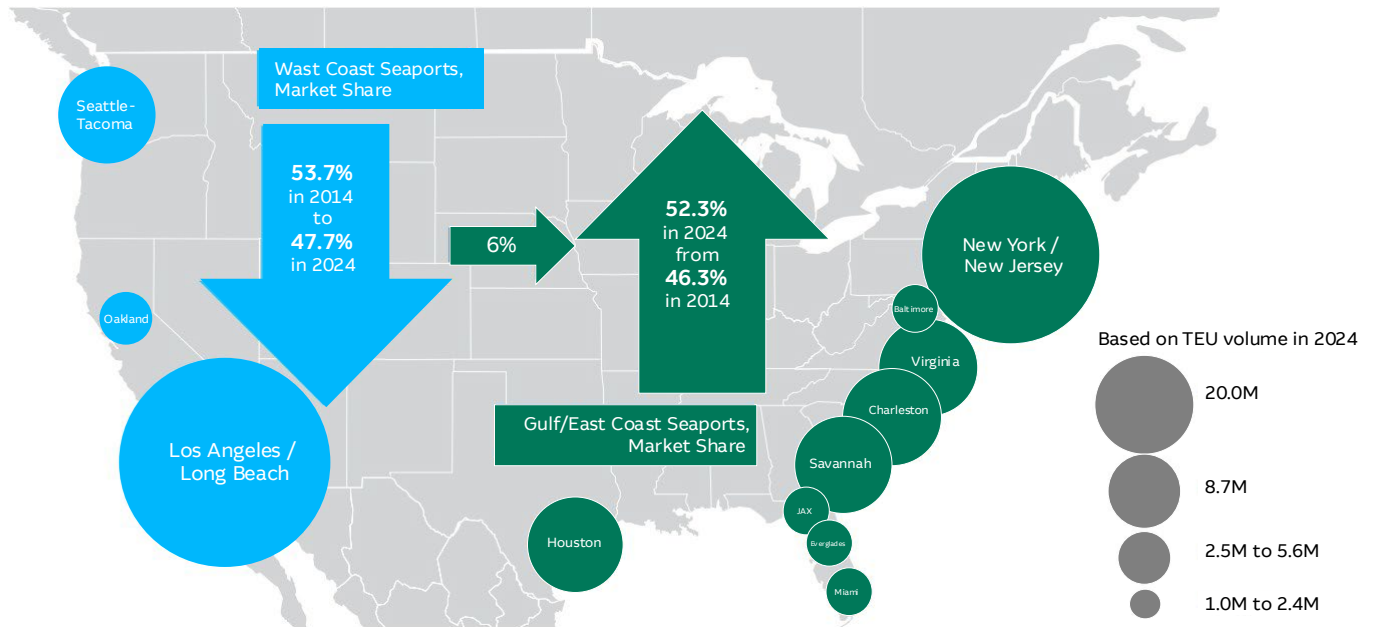 Wast Coast Seaports,
Market Share
Seattle-
Tacoma
53.7%
in 2014
to
47.7%
in 2024
6%
52.3%
in 2024
from
46.3%
in 2014
New York /
New Jersey
Oakland
Baltimore
Virginia
Based on TEU volume in 2024
20.0M
8.7M
2.5M to 5.6M
1.0M to 2.4M
Charleston
Gulf/East Coast Seaports,
Market Share
Los Angeles /
Long Beach
Savannah
JAX
Houston
Everglades
Miami